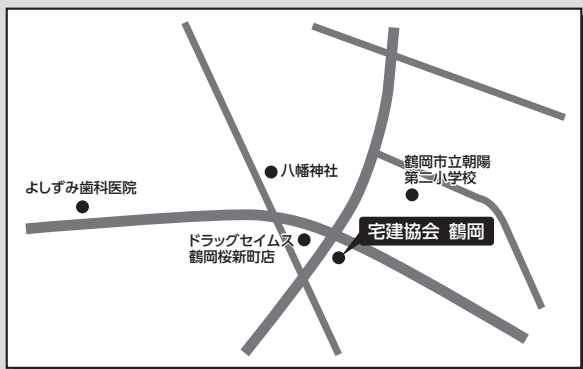 よしずみ歯科医院
八幡神社
鶴岡市立朝陽
第二小学校
ドラッグセイムス
鶴岡桜新町店
宅建協会 鶴岡